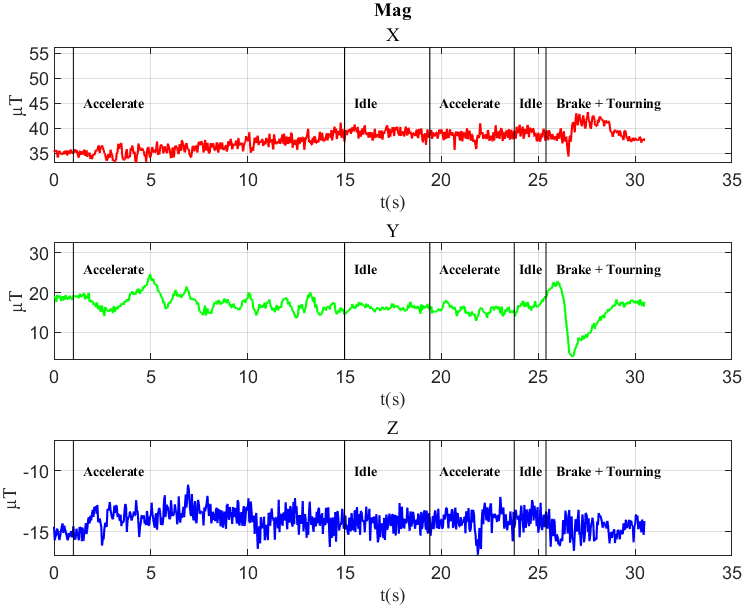 Mag
X
55
50
45
40
35
μT
Accelerate
Idle
Accelerate
Idle
Brake + Tourning
0 5 10 15 20 25 30 35
t(s)
Y
30
20
10
μT
Accelerate
Idle
Accelerate
Idle
Brake + Tourning
0 5 10 15 20 25 30 35
t(s)
Z
-10
-15
μT
Accelerate
Idle
Accelerate
Idle
Brake + Tourning
0 5 10 15 20 25 30 35
t(s)